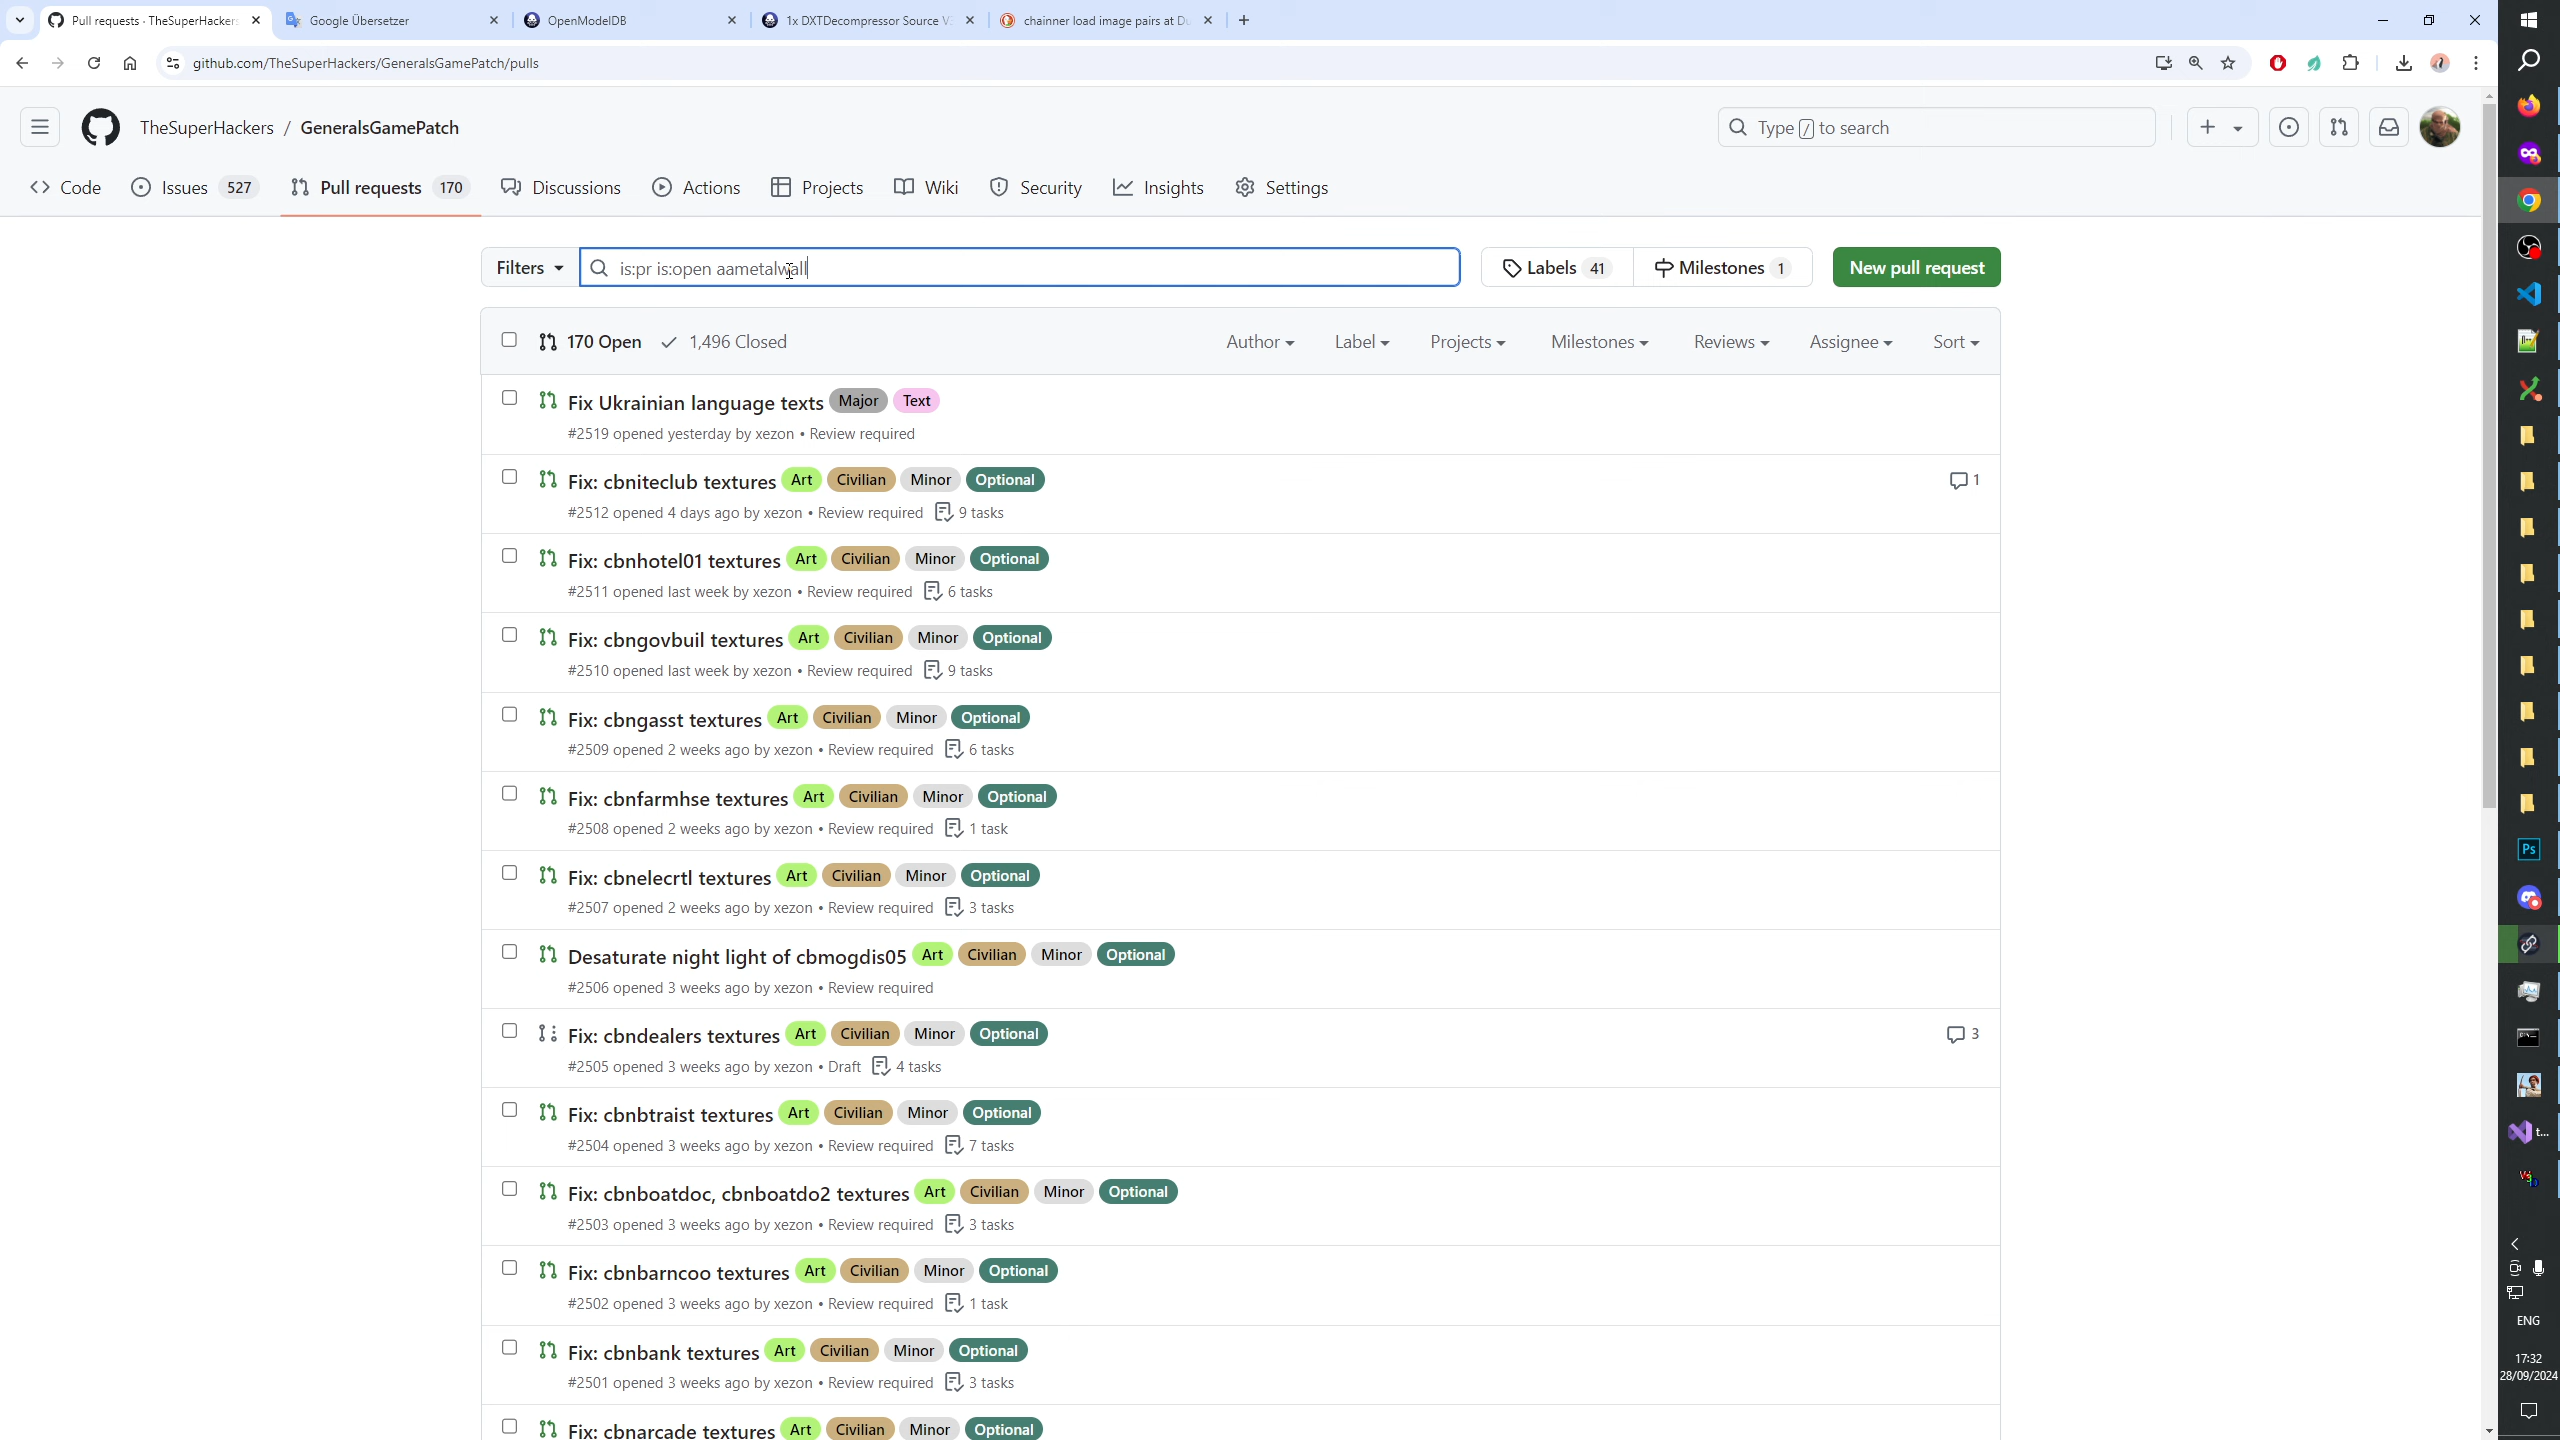 Pull requests · TheSuperHackers
Google Übersetzer
OpenModelDB
1x DXTDecompressor Source V
chainner load image pairs at Du
github.com/TheSuperHackers/GeneralsGamePatch/pulls
TheSuperHackers / GeneralsGamePatch
Type / to search
Code
Issues 527
Pull requests 170
Discussions
Actions
Projects
Wiki
Security
Insights
Settings
Filters
is:pr is:open aametalwall
Labels 41
Milestones 1
New pull request
170 Open
1,496 Closed
Author
Label
Projects
Milestones
Reviews
Assignee
Sort
Fix Ukrainian language texts Major Text
#2519 opened yesterday by xezon • Review required
Fix: cbniteclub textures Art Civilian Minor Optional
1
#2512 opened 4 days ago by xezon • Review required 9 tasks
Fix: cbnhotel01 textures Art Civilian Minor Optional
#2511 opened last week by xezon • Review required 6 tasks
Fix: cbngovbuil textures Art Civilian Minor Optional
#2510 opened last week by xezon • Review required 9 tasks
Fix: cbngasst textures Art Civilian Minor Optional
#2509 opened 2 weeks ago by xezon • Review required 6 tasks
Fix: cbnfarmhse textures Art Civilian Minor Optional
#2508 opened 2 weeks ago by xezon • Review required 1 task
Fix: cbnelecrtl textures Art Civilian Minor Optional
#2507 opened 2 weeks ago by xezon • Review required 3 tasks
Desaturate night light of cbmogdis05 Art Civilian Minor Optional
#2506 opened 3 weeks ago by xezon • Review required
Fix: cbndealers textures Art Civilian Minor Optional
3
#2505 opened 3 weeks ago by xezon • Draft 4 tasks
Fix: cbnbtraist textures Art Civilian Minor Optional
#2504 opened 3 weeks ago by xezon • Review required 7 tasks
Fix: cbnboatdoc, cbnboatdo2 textures Art Civilian Minor Optional
#2503 opened 3 weeks ago by xezon • Review required 3 tasks
Fix: cbnbarncoo textures Art Civilian Minor Optional
#2502 opened 3 weeks ago by xezon • Review required 1 task
Fix: cbnbank textures Art Civilian Minor Optional
#2501 opened 3 weeks ago by xezon • Review required 3 tasks
Fix: cbnarcade textures Art Civilian Minor Optional
Ps
t...
ENG
17:32
28/09/2024